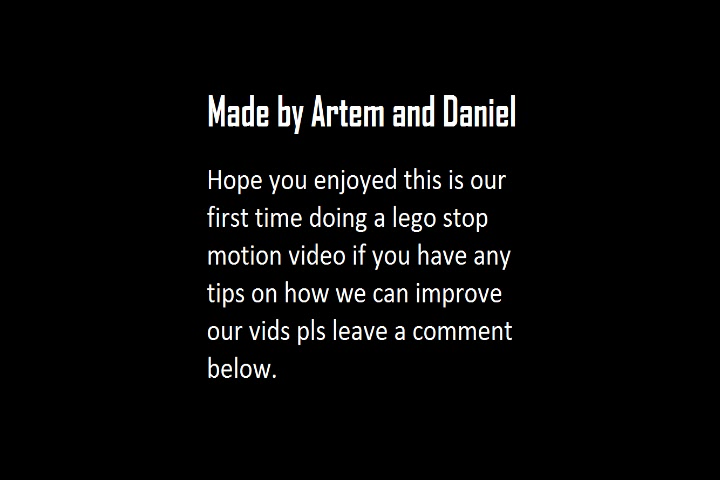 Made by Artem and Daniel
Hope you enjoyed this is our
first time doing a lego stop
motion video if you have any
tips on how we can improve
our vids pls leave a comment
below.